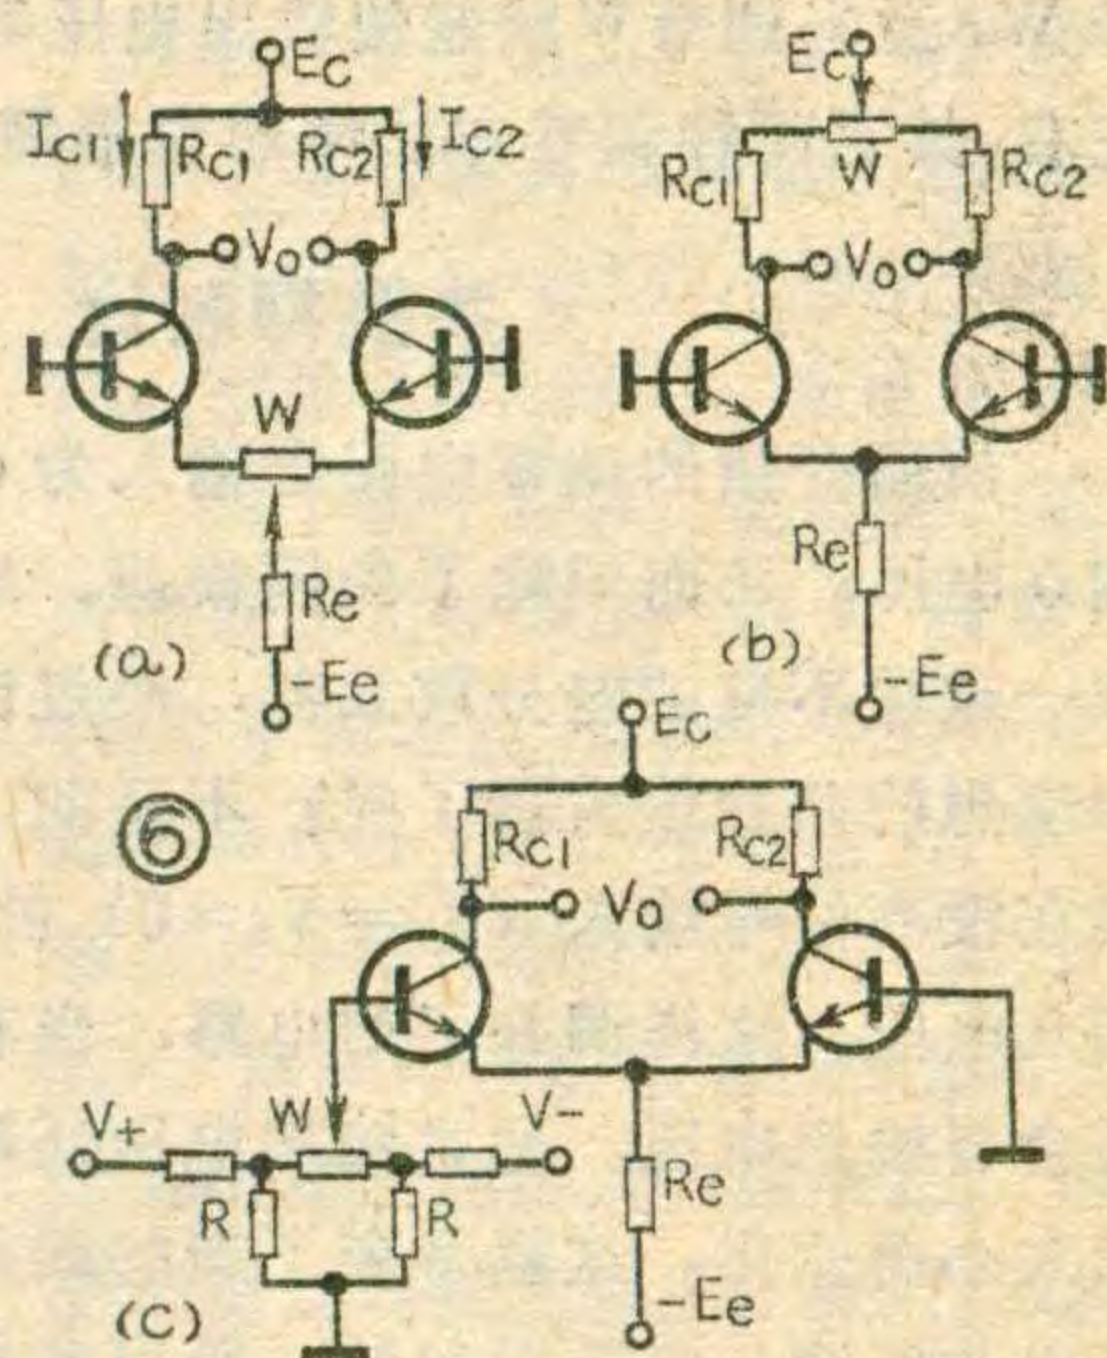 EC
IC1 RC1 RC2 IC2
Vo
W
Re
(a)
-Ee
EC
W
RC1 RC2
Vo
Re
(b)
-Ee
⑥
EC
RC1 RC2
Vo
V+ W V-
R R
Re
(C)
-Ee